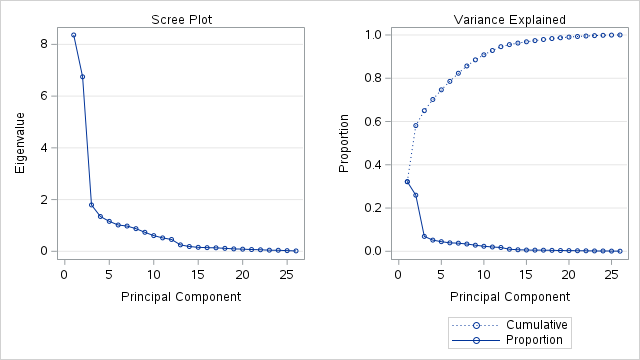 Scree Plot
8
6
4
2
0
Eigenvalue
0 5 10 15 20 25
Principal Component
Variance Explained
1.0
0.8
0.6
0.4
0.2
0.0
Proportion
0 5 10 15 20 25
Principal Component
Cumulative
Proportion